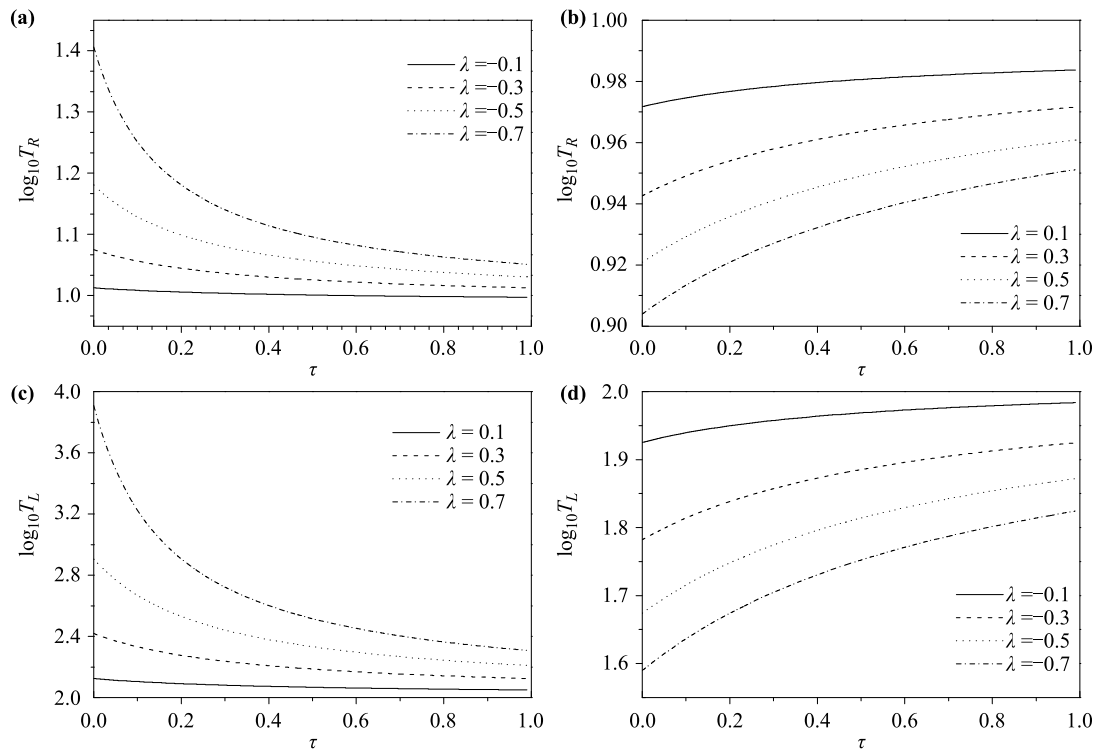 (a)
log10TR
1.4
1.3
1.2
1.1
1.0
λ =−0.1
λ =−0.3
λ =−0.5
λ =−0.7
0.0 0.2 0.4 0.6 0.8 1.0
τ
(b)
log10TR
1.00
0.98
0.96
0.94
0.92
0.90
λ = 0.1
λ = 0.3
λ = 0.5
λ = 0.7
0.0 0.2 0.4 0.6 0.8 1.0
τ
(c)
log10TL
4.0
3.6
3.2
2.8
2.4
2.0
λ = 0.1
λ = 0.3
λ = 0.5
λ = 0.7
0.0 0.2 0.4 0.6 0.8 1.0
τ
(d)
log10TL
2.0
1.9
1.8
1.7
1.6
λ =−0.1
λ =−0.3
λ =−0.5
λ =−0.7
0.0 0.2 0.4 0.6 0.8 1.0
τ